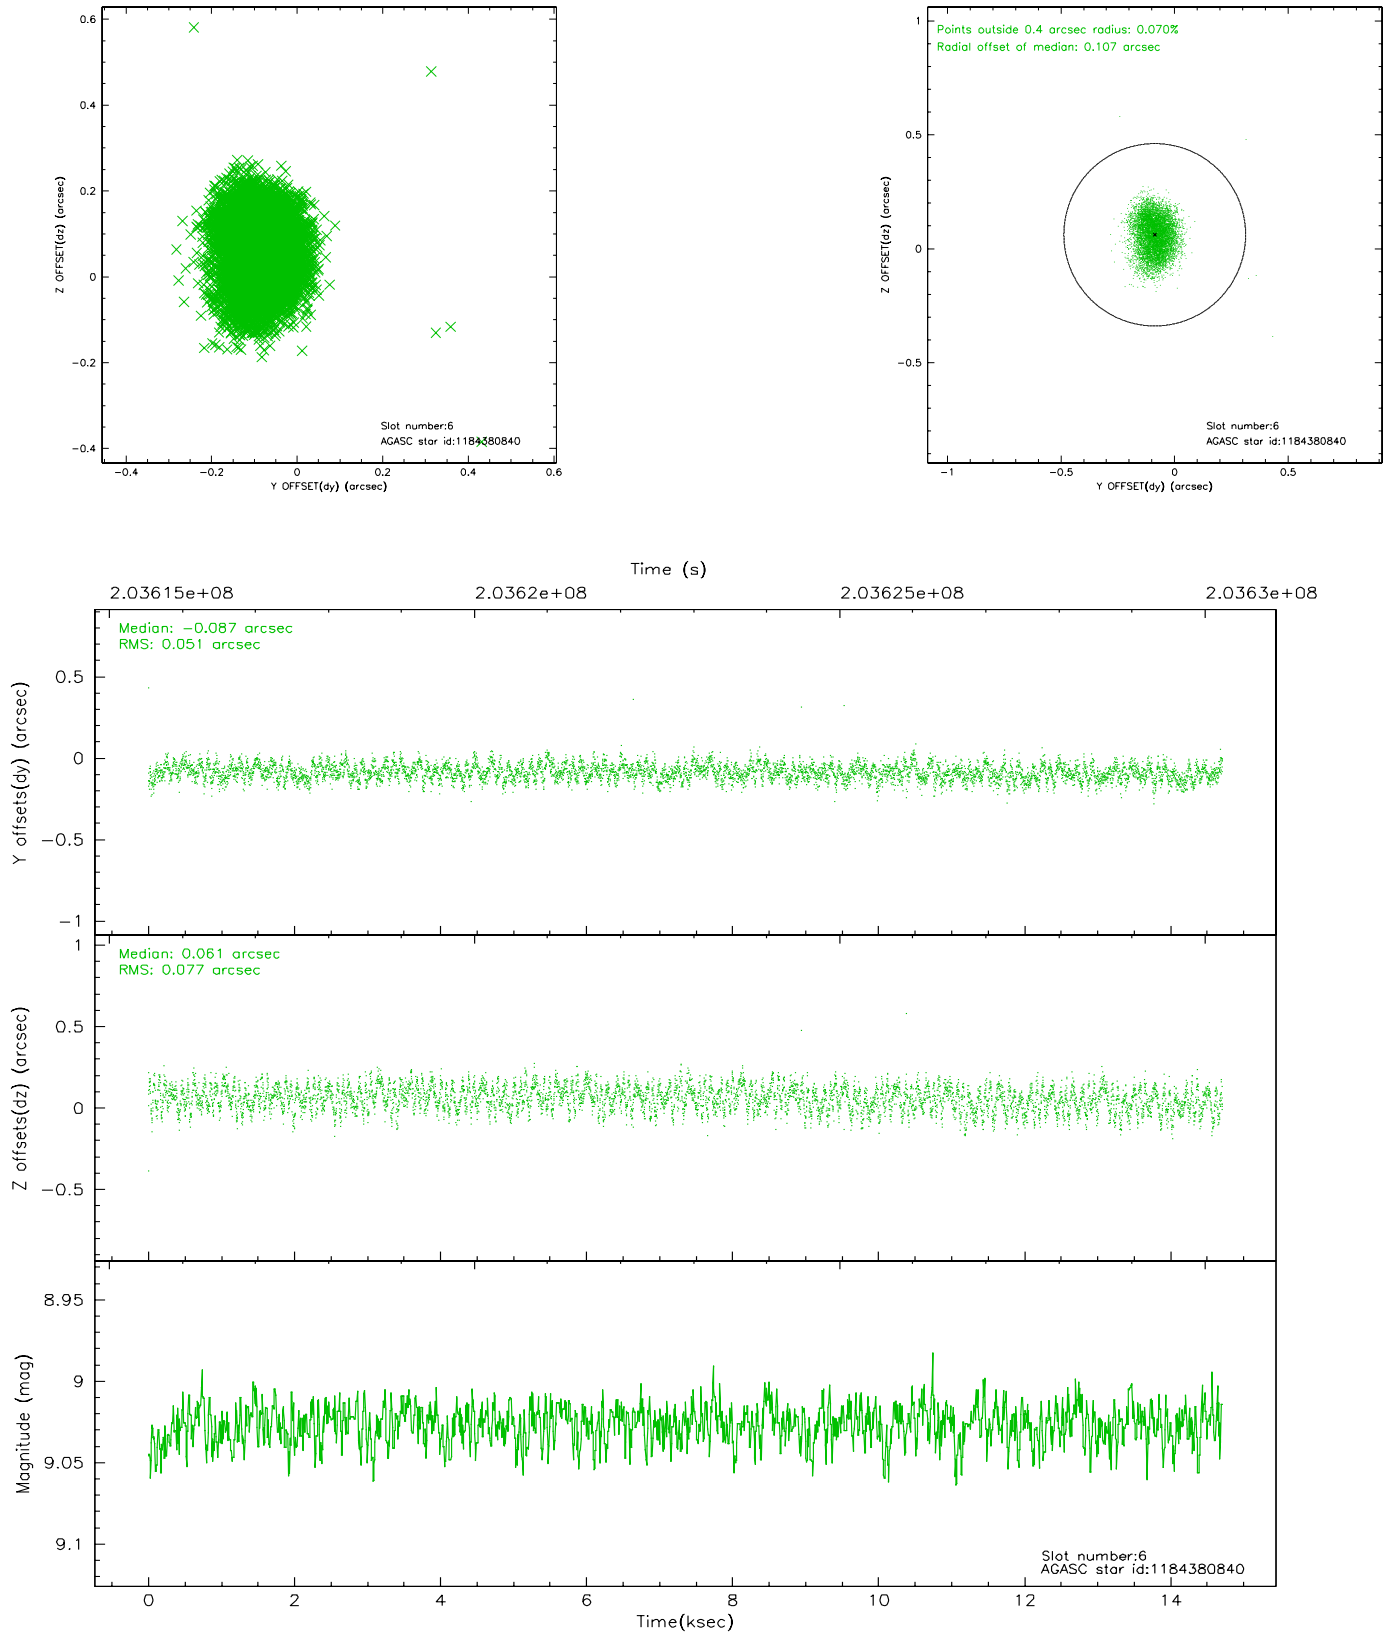 0.6
0.4
0.2
0
−0.2
−0.4
Z OFFSET(dz) (arcsec)
Slot number:6
AGASC star id:1184380840
−0.4
−0.2
0
0.2
0.4
0.6
Y OFFSET(dy) (arcsec)
Points outside 0.4 arcsec radius: 0.070%
Radial offset of median: 0.107 arcsec
1
0.5
0
−0.5
Z OFFSET(dz) (arcsec)
Slot number:6
AGASC star id:1184380840
−1
−0.5
0
0.5
Y OFFSET(dy) (arcsec)
Time (s)
2.03615e+08
2.0362e+08
2.03625e+08
2.0363e+08
Median: −0.087 arcsec
RMS: 0.051 arcsec
0.5
0
−0.5
−1
Y offsets(dy) (arcsec)
Median: 0.061 arcsec
RMS: 0.077 arcsec
1
0.5
0
−0.5
Z offsets(dz) (arcsec)
8.95
9
9.05
9.1
Magnitude (mag)
Slot number:6
AGASC star id:1184380840
0
2
4
6
8
10
12
14
Time(ksec)